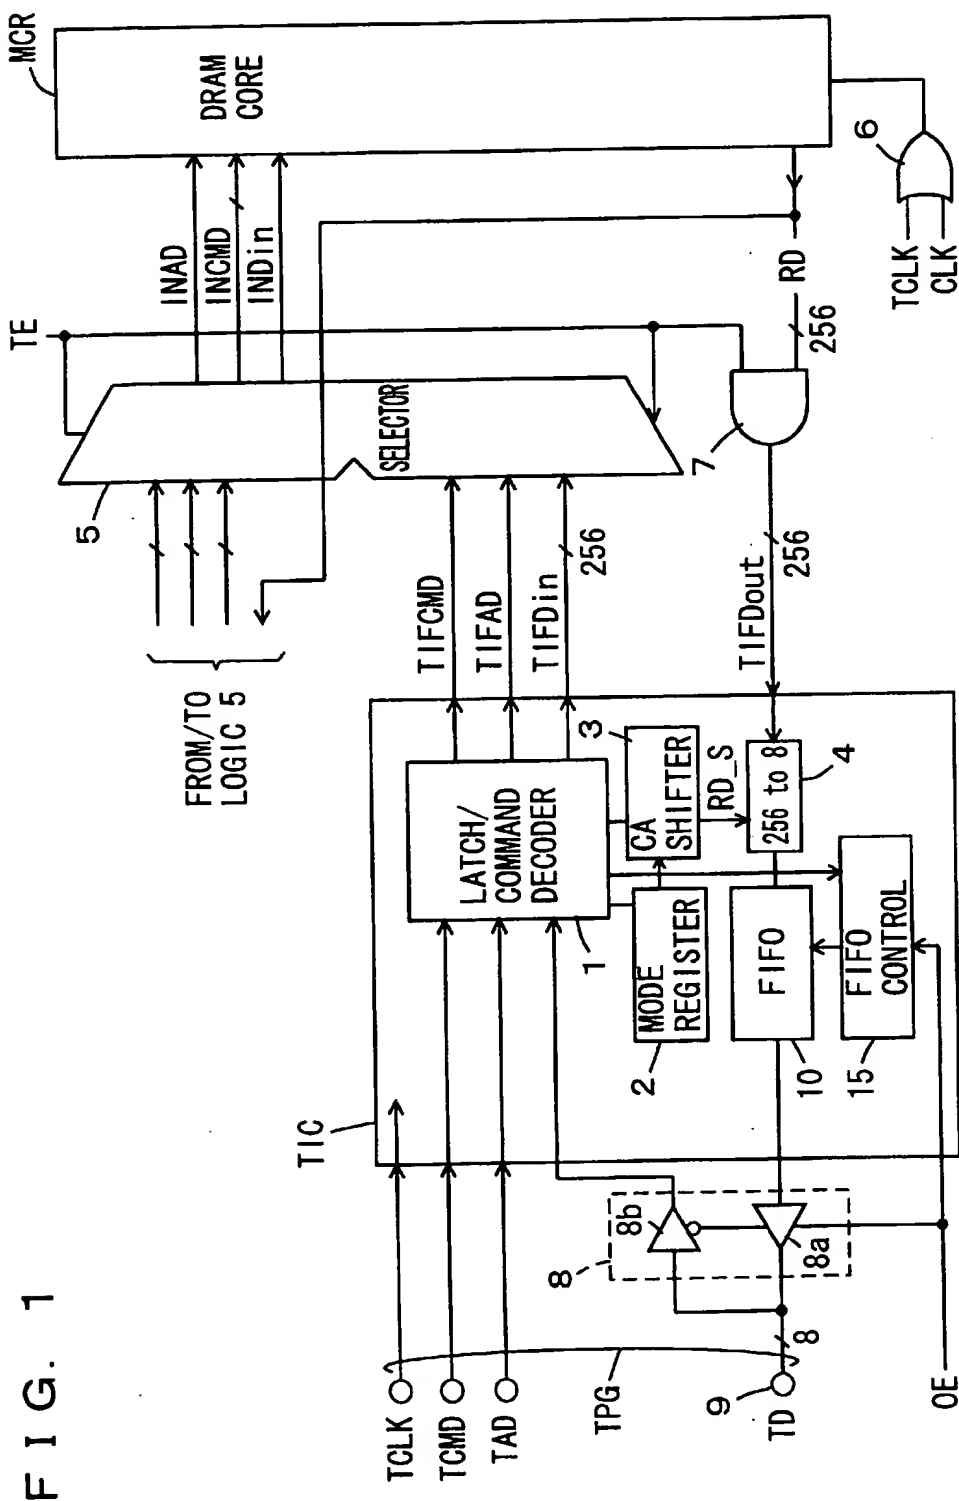 FIG. 1
TCLK
TCMD
TAD
TPG
9
TD
8
OE
8
8b
8a
TIC
LATCH/
COMMAND
DECODER
1
MODE
REGISTER
2
CA
SHIFTER
3
RD_S
FIFO
10
FIFO
CONTROL
15
256 to 8
4
FROM/TO
LOGIC 5
TIFCMD
TIFAD
TIFDin
256
TIFDout
256
5
SELECTOR
7
TE
INAD
INCMD
INDin
RD
256
MCR
DRAM
CORE
6
TCLK
CLK